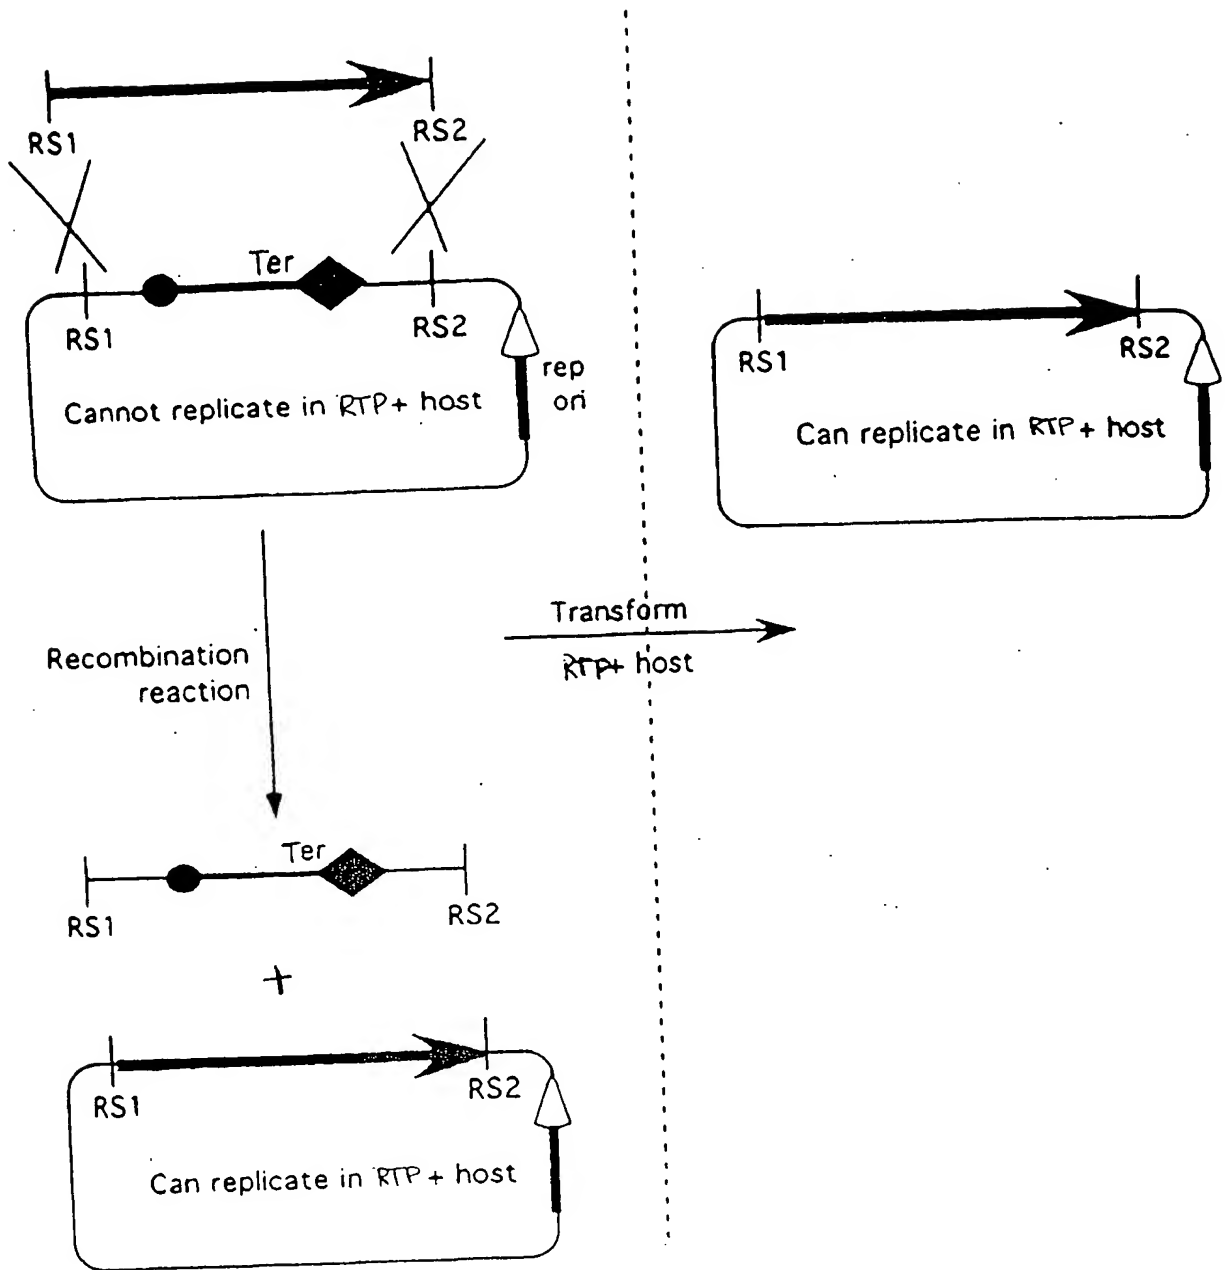 RS1
RS2
Ter
RS1
RS2
rep
ori
Cannot replicate in RTP+ host
RS1
RS2
Can replicate in RTP + host
Recombination
reaction
Transform
RTP+ host
Ter
RS1
RS2
+
RS1
RS2
Can replicate in RTP + host